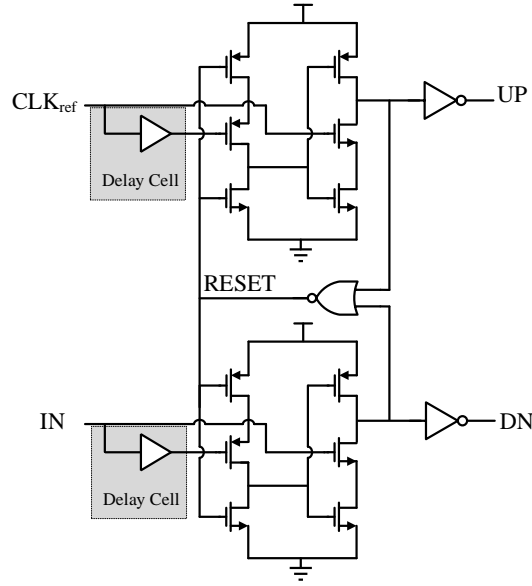 UP
CLKref
Delay Cell
RESET
IN
DN
Delay Cell